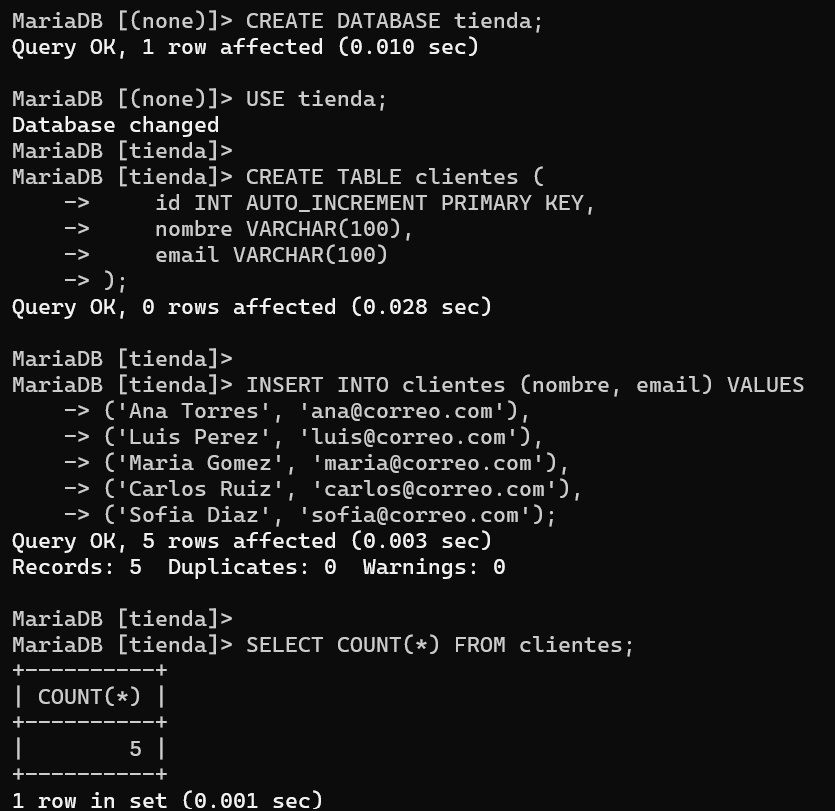 MariaDB [(none)]> CREATE DATABASE tienda;
Query OK, 1 row affected (0.010 sec)

MariaDB [(none)]> USE tienda;
Database changed
MariaDB [tienda]>
MariaDB [tienda]> CREATE TABLE clientes (
    ->     id INT AUTO_INCREMENT PRIMARY KEY,
    ->     nombre VARCHAR(100),
    ->     email VARCHAR(100)
    -> );
Query OK, 0 rows affected (0.028 sec)

MariaDB [tienda]>
MariaDB [tienda]> INSERT INTO clientes (nombre, email) VALUES
    -> ('Ana Torres', 'ana@correo.com'),
    -> ('Luis Perez', 'luis@correo.com'),
    -> ('Maria Gomez', 'maria@correo.com'),
    -> ('Carlos Ruiz', 'carlos@correo.com'),
    -> ('Sofia Diaz', 'sofia@correo.com');
Query OK, 5 rows affected (0.003 sec)
Records: 5  Duplicates: 0  Warnings: 0

MariaDB [tienda]>
MariaDB [tienda]> SELECT COUNT(*) FROM clientes;
+----------+
| COUNT(*) |
+----------+
|        5 |
+----------+
1 row in set (0.001 sec)